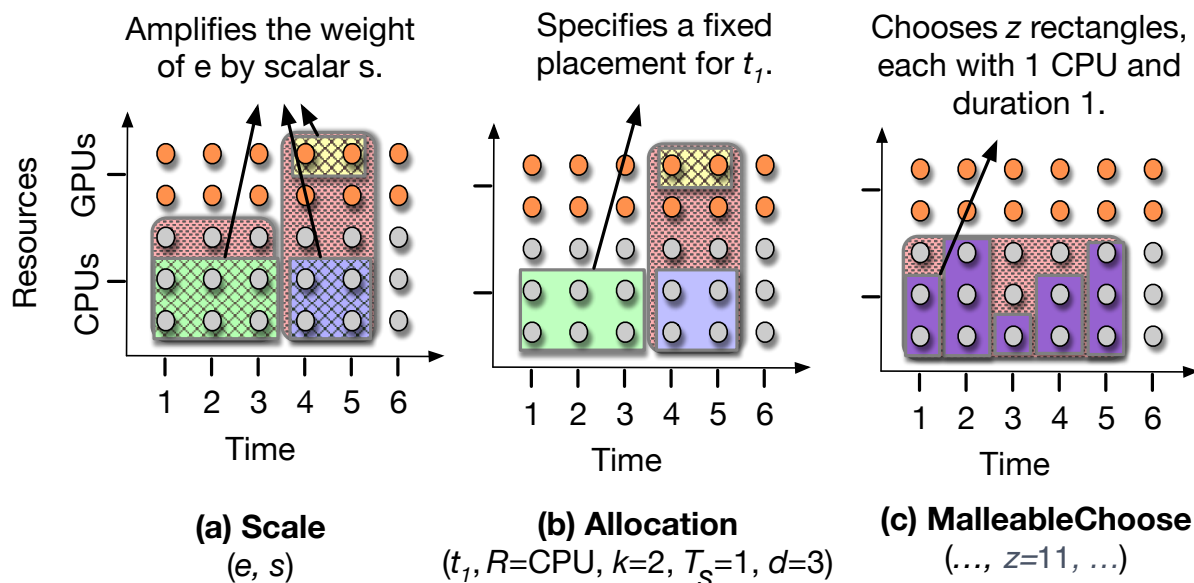 Amplifies the weight
of e by scalar s.
Specifies a fixed
placement for t1.
Chooses z rectangles,
each with 1 CPU and
duration 1.
Resources
GPUs
CPUs
1 2 3 4 5 6
Time
1 2 3 4 5 6
Time
1 2 3 4 5 6
Time
(a) Scale
(e, s)
(b) Allocation
(t1, R=CPU, k=2, Ts=1, d=3)
(c) MalleableChoose
(..., z=11, ...)